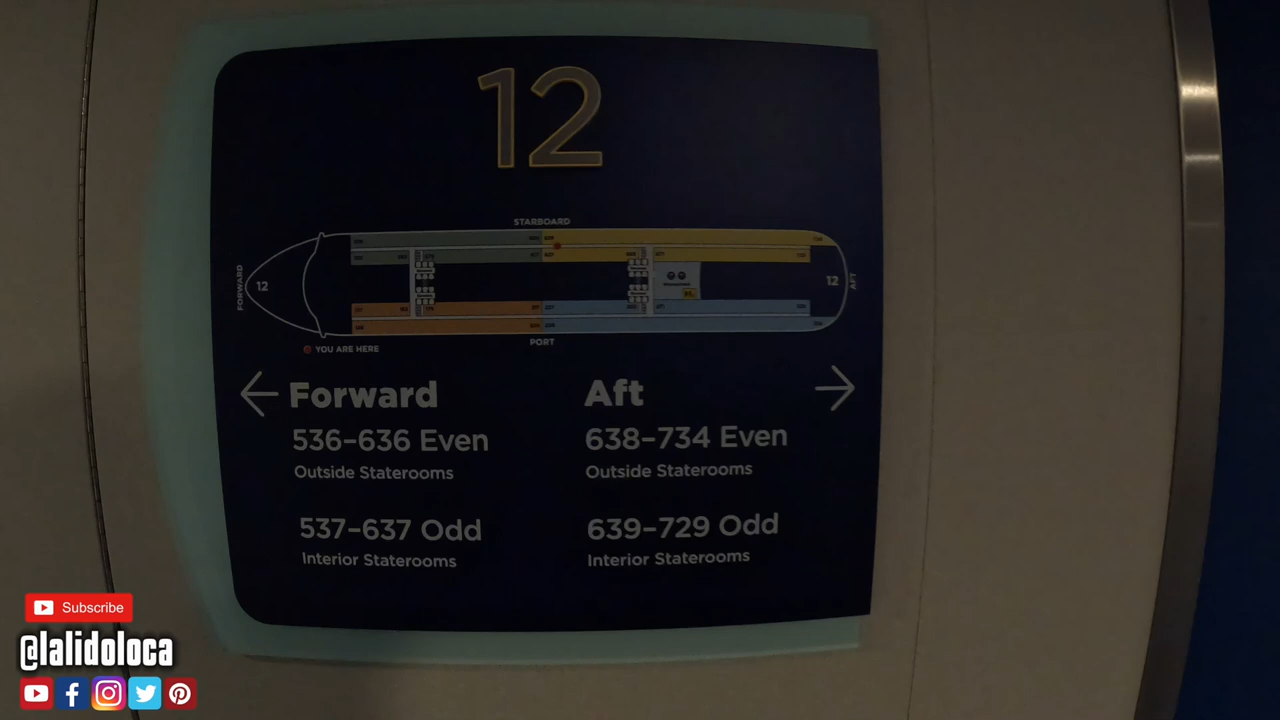 12
STARBOARD
FORWARD
12
12
AFT
YOU ARE HERE
PORT
Forward
536-636 Even
Outside Staterooms
537-637 Odd
Interior Staterooms
Aft
638-734 Even
Outside Staterooms
639-729 Odd
Interior Staterooms
Subscribe
@lalidoloca